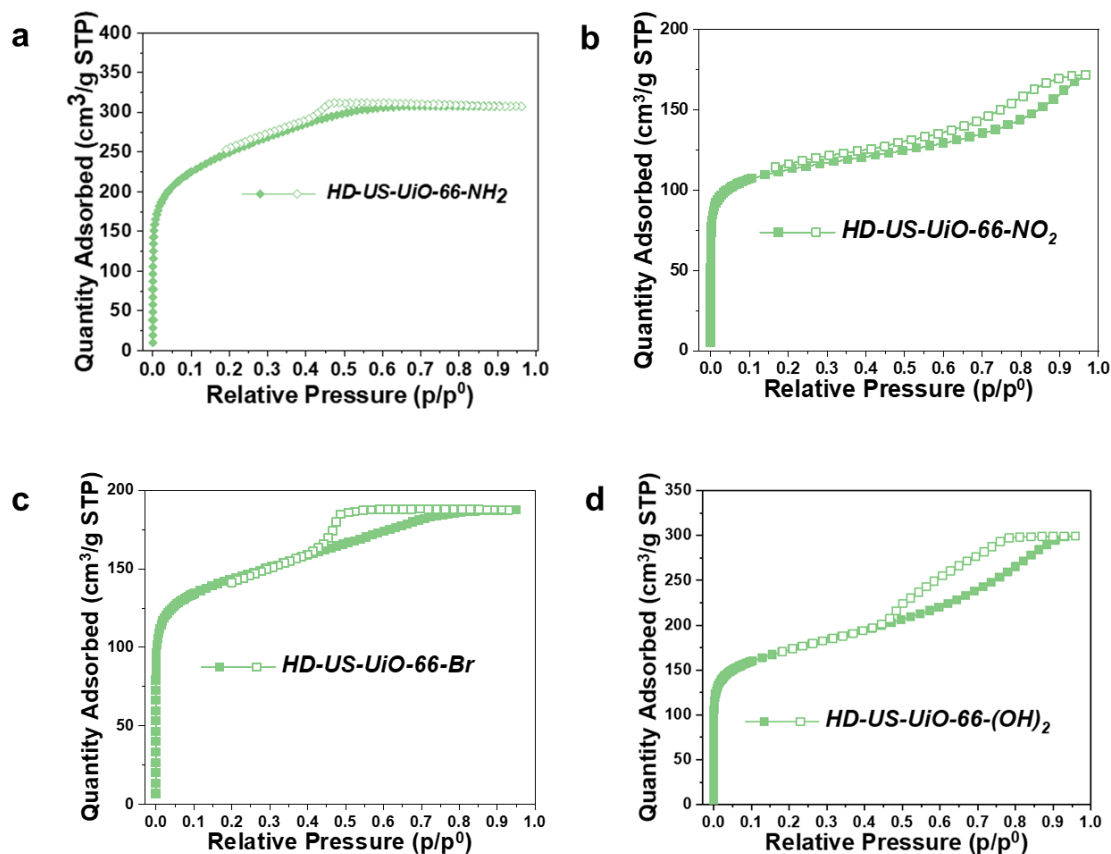 a
Quantity Adsorbed (cm³/g STP)
400
350
300
250
200
150
100
50
0
HD-US-UiO-66-NH₂
0.0 0.1 0.2 0.3 0.4 0.5 0.6 0.7 0.8 0.9 1.0
Relative Pressure (p/p⁰)
b
Quantity Adsorbed (cm³/g STP)
200
150
100
50
0
HD-US-UiO-66-NO₂
0.0 0.1 0.2 0.3 0.4 0.5 0.6 0.7 0.8 0.9 1.0
Relative Pressure (p/p⁰)
c
Quantity Adsorbed (cm³/g STP)
200
150
100
50
0
HD-US-UiO-66-Br
0.0 0.1 0.2 0.3 0.4 0.5 0.6 0.7 0.8 0.9 1.0
Relative Pressure (p/p⁰)
d
Quantity Adsorbed (cm³/g STP)
350
300
250
200
150
100
50
0
HD-US-UiO-66-(OH)₂
0.0 0.1 0.2 0.3 0.4 0.5 0.6 0.7 0.8 0.9 1.0
Relative Pressure (p/p⁰)